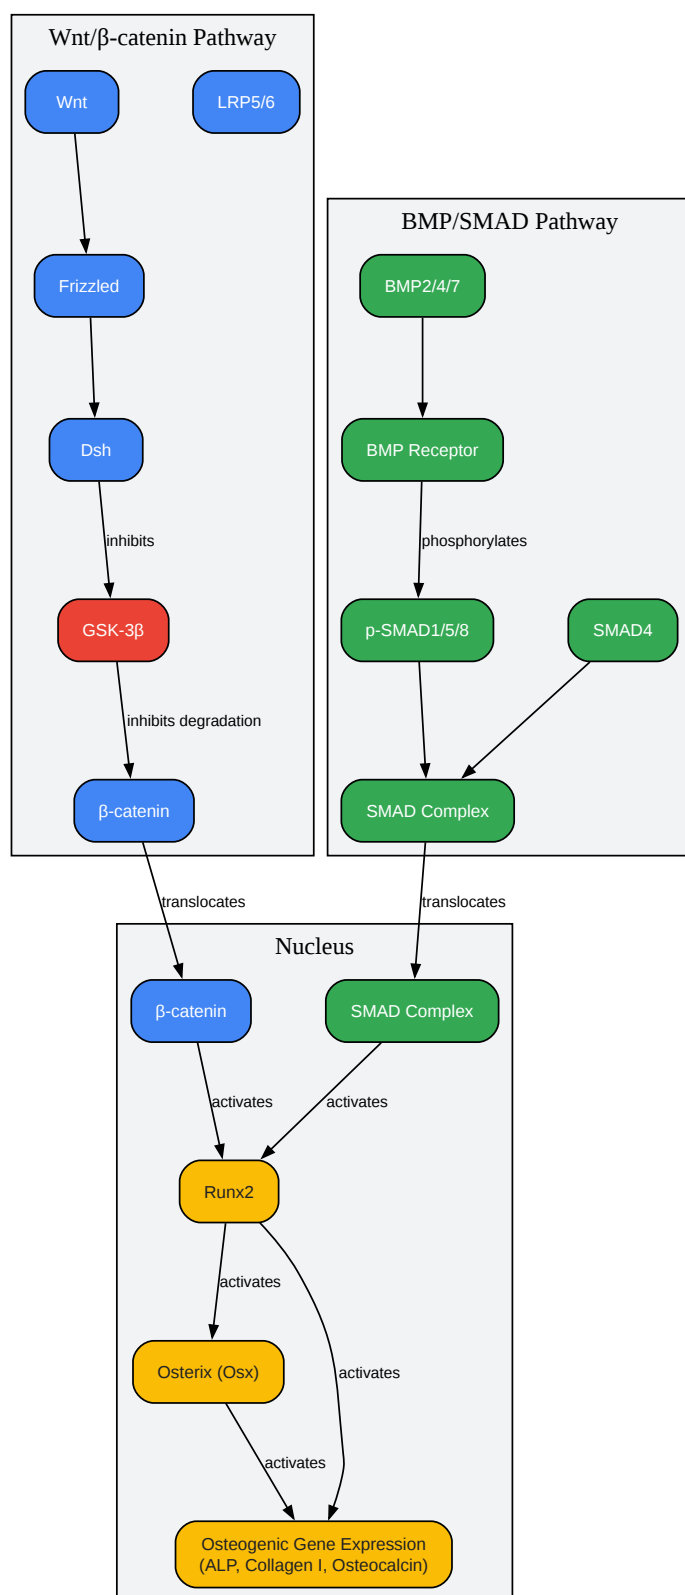 Wnt/β-catenin Pathway
Wnt
LRP5/6
BMP/SMAD Pathway
Frizzled
BMP2/4/7
Dsh
BMP Receptor
inhibits
phosphorylates
GSK-3β
p-SMAD1/5/8
SMAD4
inhibits degradation
β-catenin
SMAD Complex
translocates
translocates
Nucleus
β-catenin
SMAD Complex
activates
activates
Runx2
activates
Osterix (Osx)
activates
activates
Osteogenic Gene Expression
(ALP, Collagen I, Osteocalcin)